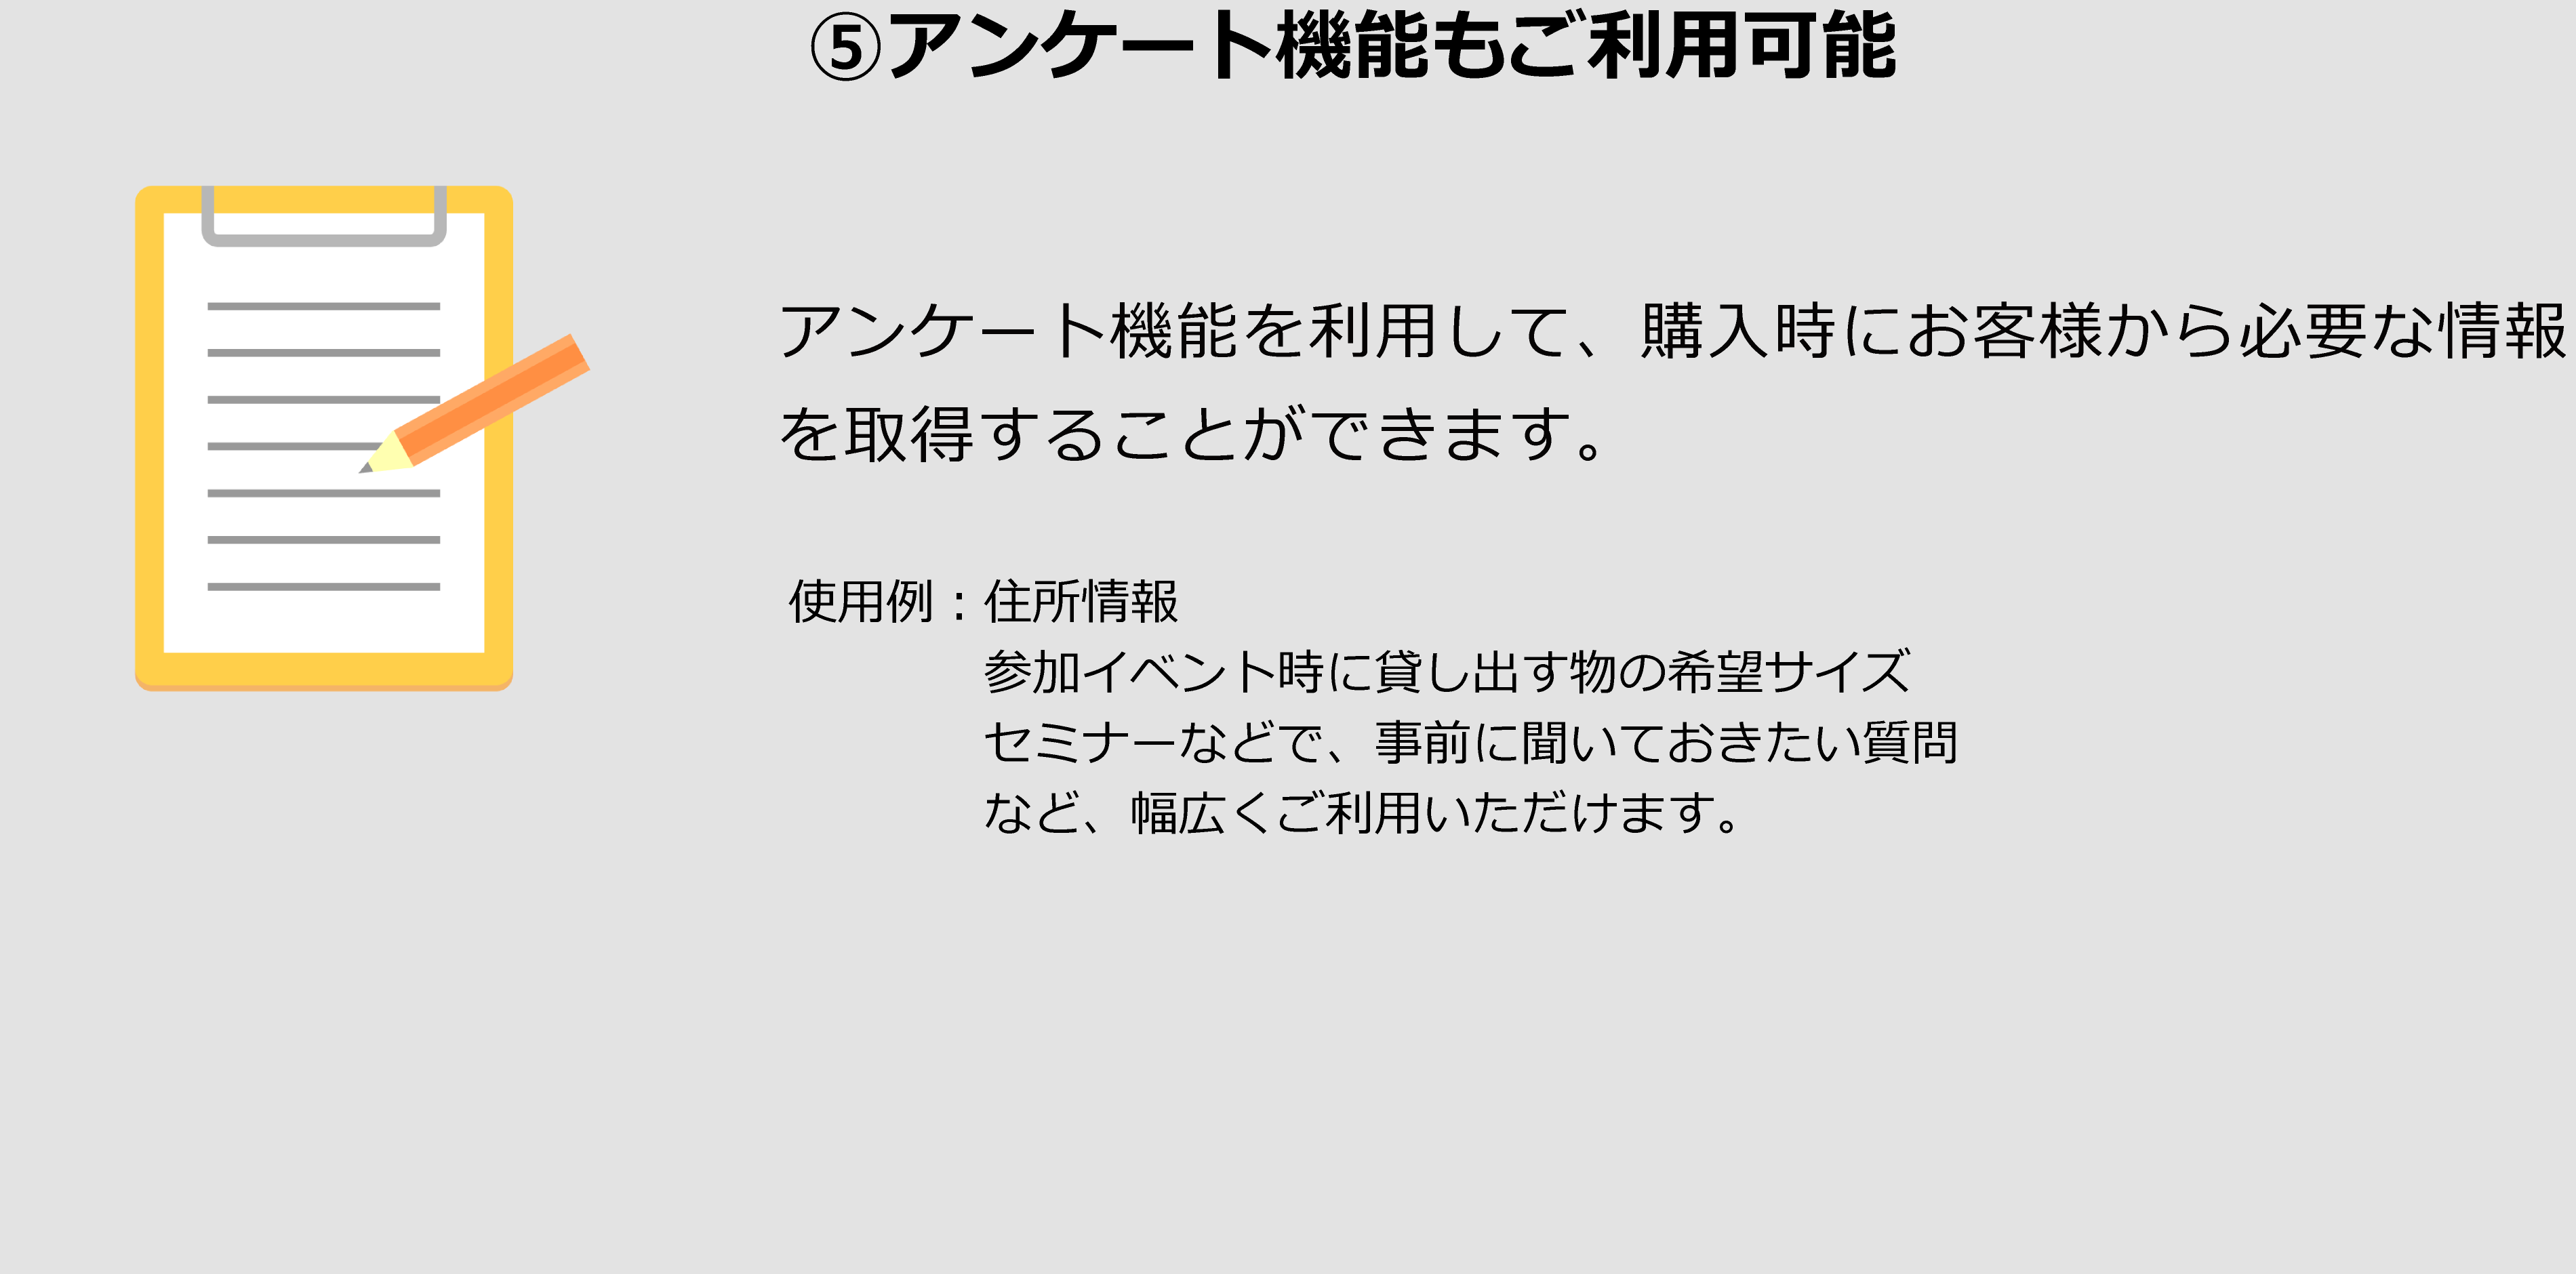 ⑤アンケート機能もご利用可能
アンケート機能を利用して、購入時にお客様から必要な情報
を取得することができます。
使用例：住所情報
参加イベント時に貸し出す物の希望サイズ
セミナーなどで、事前に聞いておきたい質問
など、幅広くご利用いただけます。